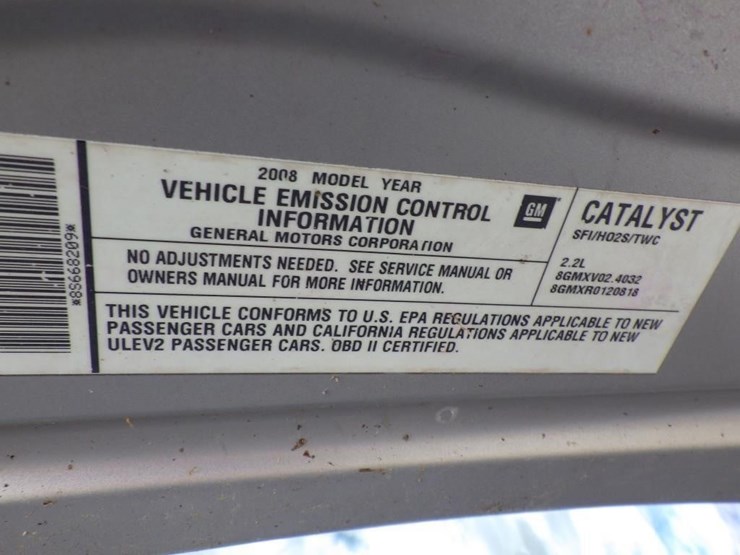 2008 MODEL YEAR
VEHICLE EMISSION CONTROL
INFORMATION
GENERAL MOTORS CORPORATION
GM
NO ADJUSTMENTS NEEDED. SEE SERVICE MANUAL OR
OWNERS MANUAL FOR MORE INFORMATION.
CATALYST
SFI/HO2S/TWC
2.2L
8GMXV02.4032
8GMXR0120818
THIS VEHICLE CONFORMS TO U.S. EPA REGULATIONS APPLICABLE TO NEW
PASSENGER CARS AND CALIFORNIA REGULATIONS APPLICABLE TO NEW
ULEV2 PASSENGER CARS. OBD II CERTIFIED.
*8S668209*